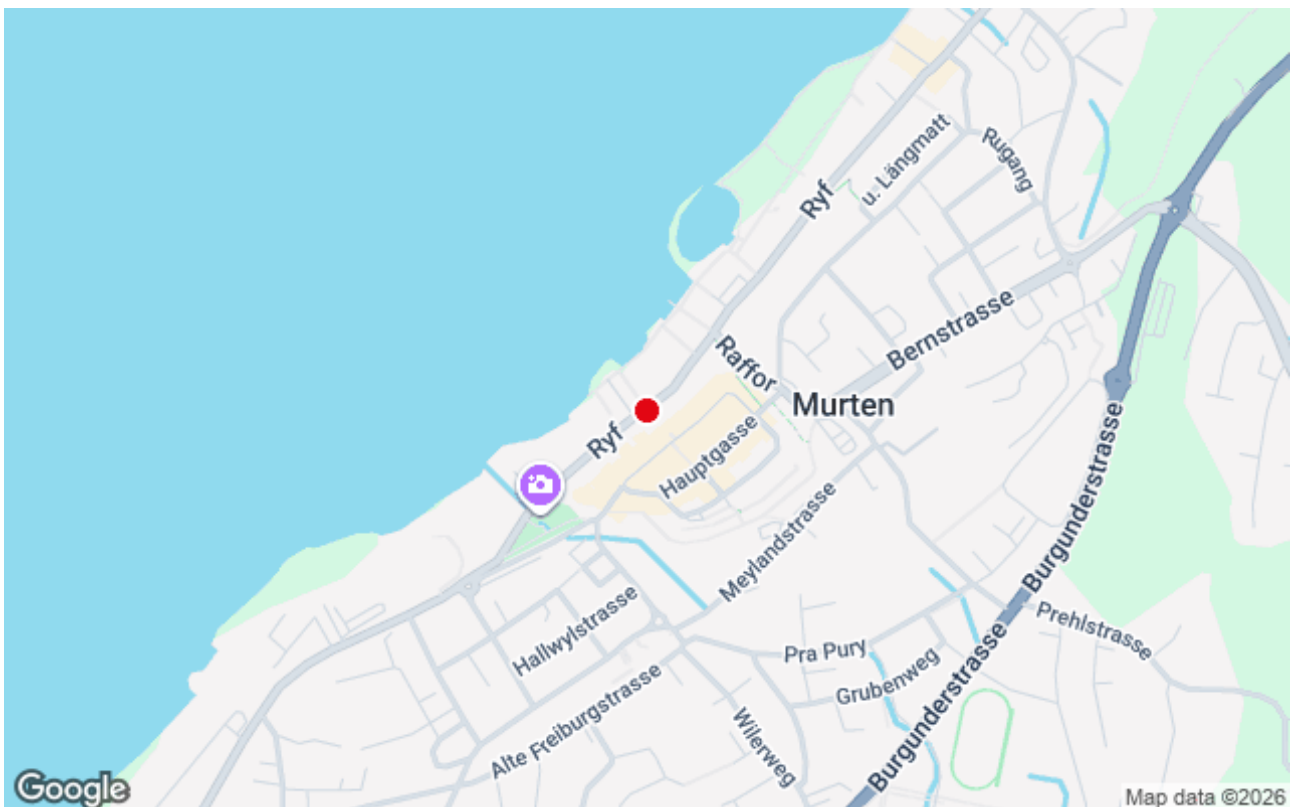 u. Längmatt
Rugang
Ryf
Bernstrasse
Raffor
Murten
Ryf
Hauptgasse
Meylandstrasse
Burgunderstrasse
Prehlstrasse
Hallwylstrasse
Pra Pury
Grubenweg
Alte Freiburgstrasse
Wilerweg
Burgunderstrasse
Google
Map data ©2026